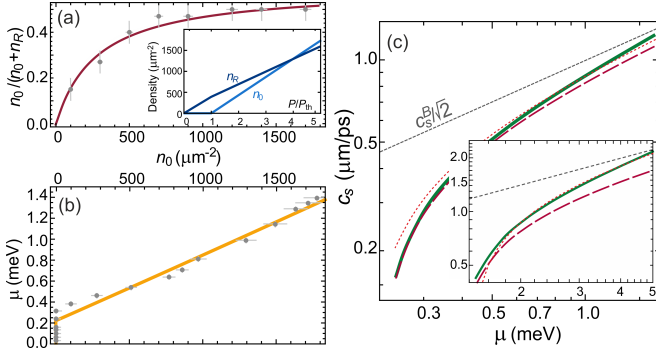 (a)
n₀/(n₀+nR)
0.4
0.2
0.0
0 500 1000 1500
n₀ (μm⁻²)
Density (μm⁻²)
1500
1000
500
0
0 1 2 3 4 5
nR
n₀
P/Pth
(b)
0 500 1000 1500
μ (meV)
1.4
1.2
1.0
0.8
0.6
0.4
0.2
0.0
(c)
cs (μm/ps)
1.0
0.5
0.2
csB/√2
0.3 0.5 0.7 1.0
μ (meV)
2.0
1.5
1.0
0.5
2 3 4 5